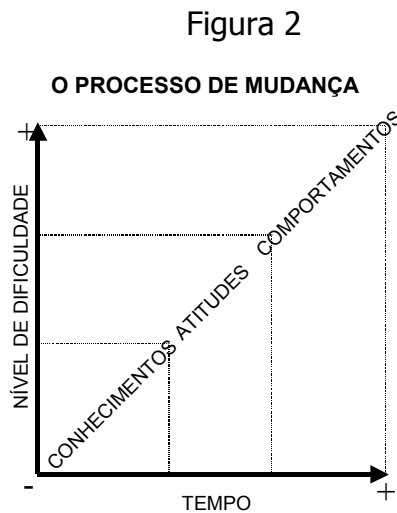 Figura 2
O PROCESSO DE MUDANÇA
+
NÍVEL DE DIFICULDADE
CONHECIMENTOS ATITUDES COMPORTAMENTOS
-
TEMPO
+